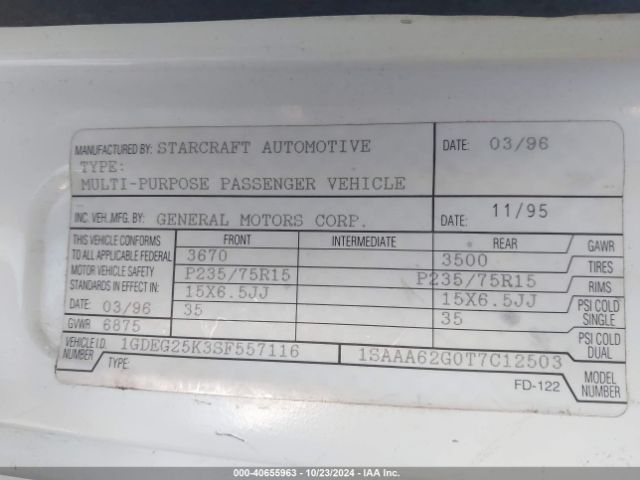 MANUFACTURED BY: STARCRAFT AUTOMOTIVE DATE: 03/96
TYPE:
MULTI-PURPOSE PASSENGER VEHICLE
INC. VEH. MFG. BY: GENERAL MOTORS CORP. DATE: 11/95
THIS VEHICLE CONFORMS TO ALL APPLICABLE FEDERAL MOTOR VEHICLE SAFETY STANDARDS IN EFFECT IN:
DATE: 03/96
GVWR 6875
FRONT INTERMEDIATE REAR
3670 3500 GAWR
P235/75R15 P235/75R15 TIRES
15X6.5JJ 15X6.5JJ RIMS
35 35 PSI COLD SINGLE
PSI COLD DUAL
VEHICLE I.D. NUMBER 1GDEG25K3SF557116 1SAAA62G0T7C12503
TYPE: MODEL NUMBER
FD-122
000-40655963 - 10/23/2024 - IAA Inc.